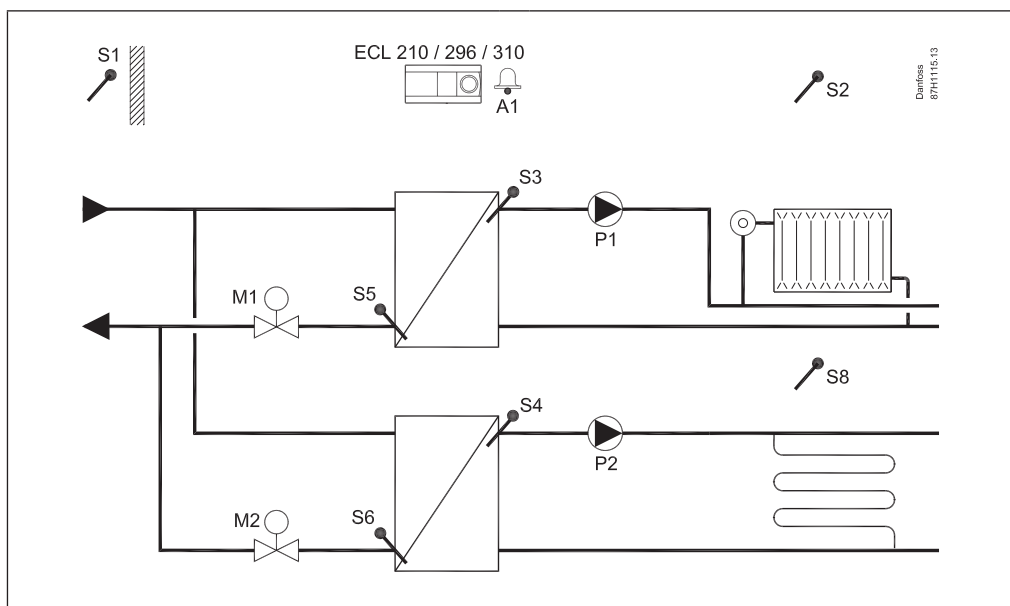 S1
ECL 210 / 296 / 310
A1
S2
Danfoss
87H1115.13
S3
P1
M1
S5
S8
S4
P2
M2
S6